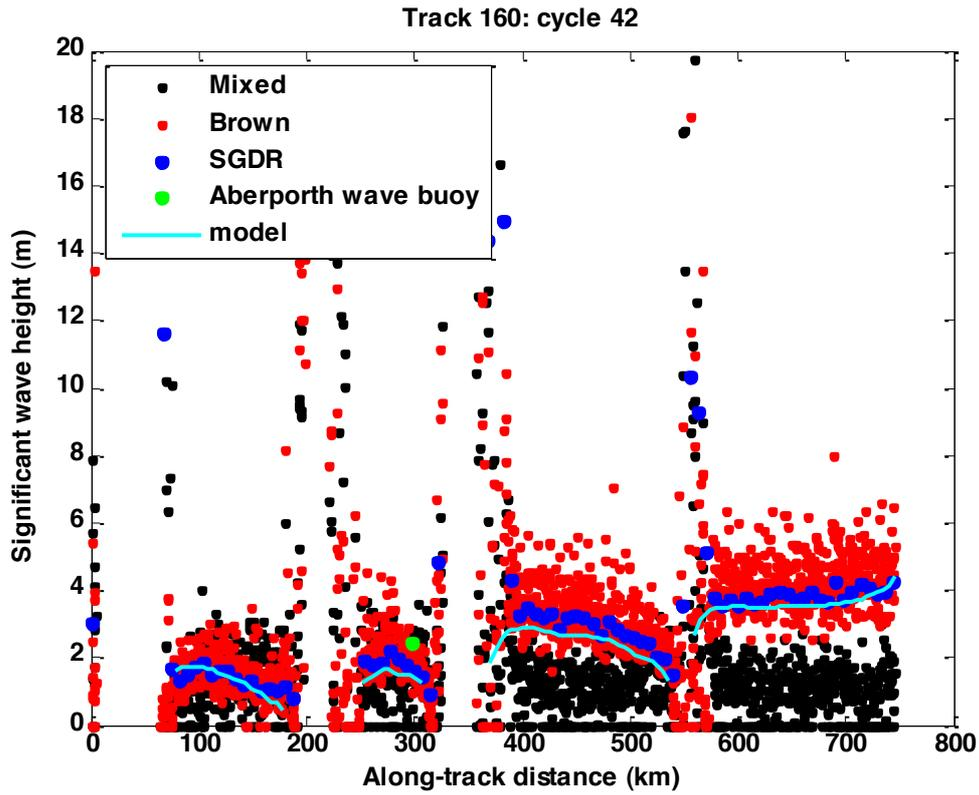 Track 160: cycle 42
20
18
16
14
12
10
8
6
4
2
0
Significant wave height (m)
Mixed
Brown
SGDR
Aberporth wave buoy
model
0 100 200 300 400 500 600 700 800
Along-track distance (km)